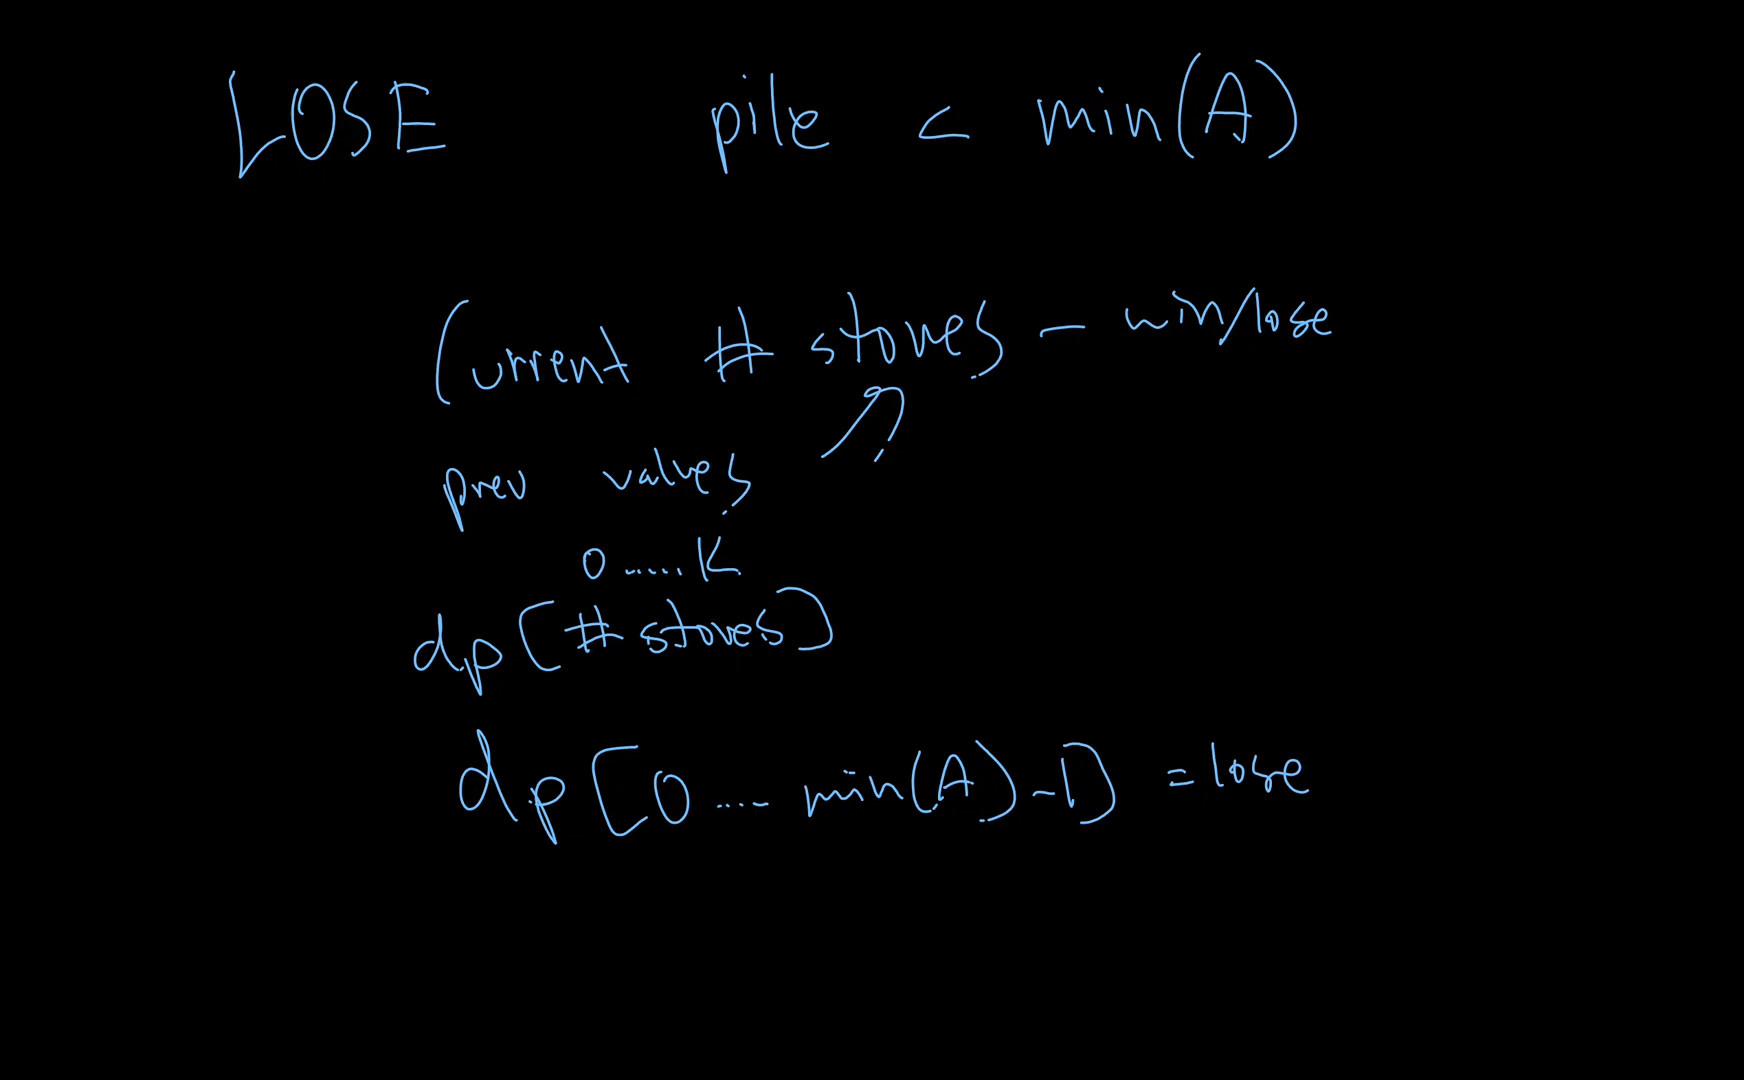 LOSE pile < min(A)
Current # stones - win/lose
prev values
0.....K
dp[# stones]
dp[0.... min(A)-1] = lose